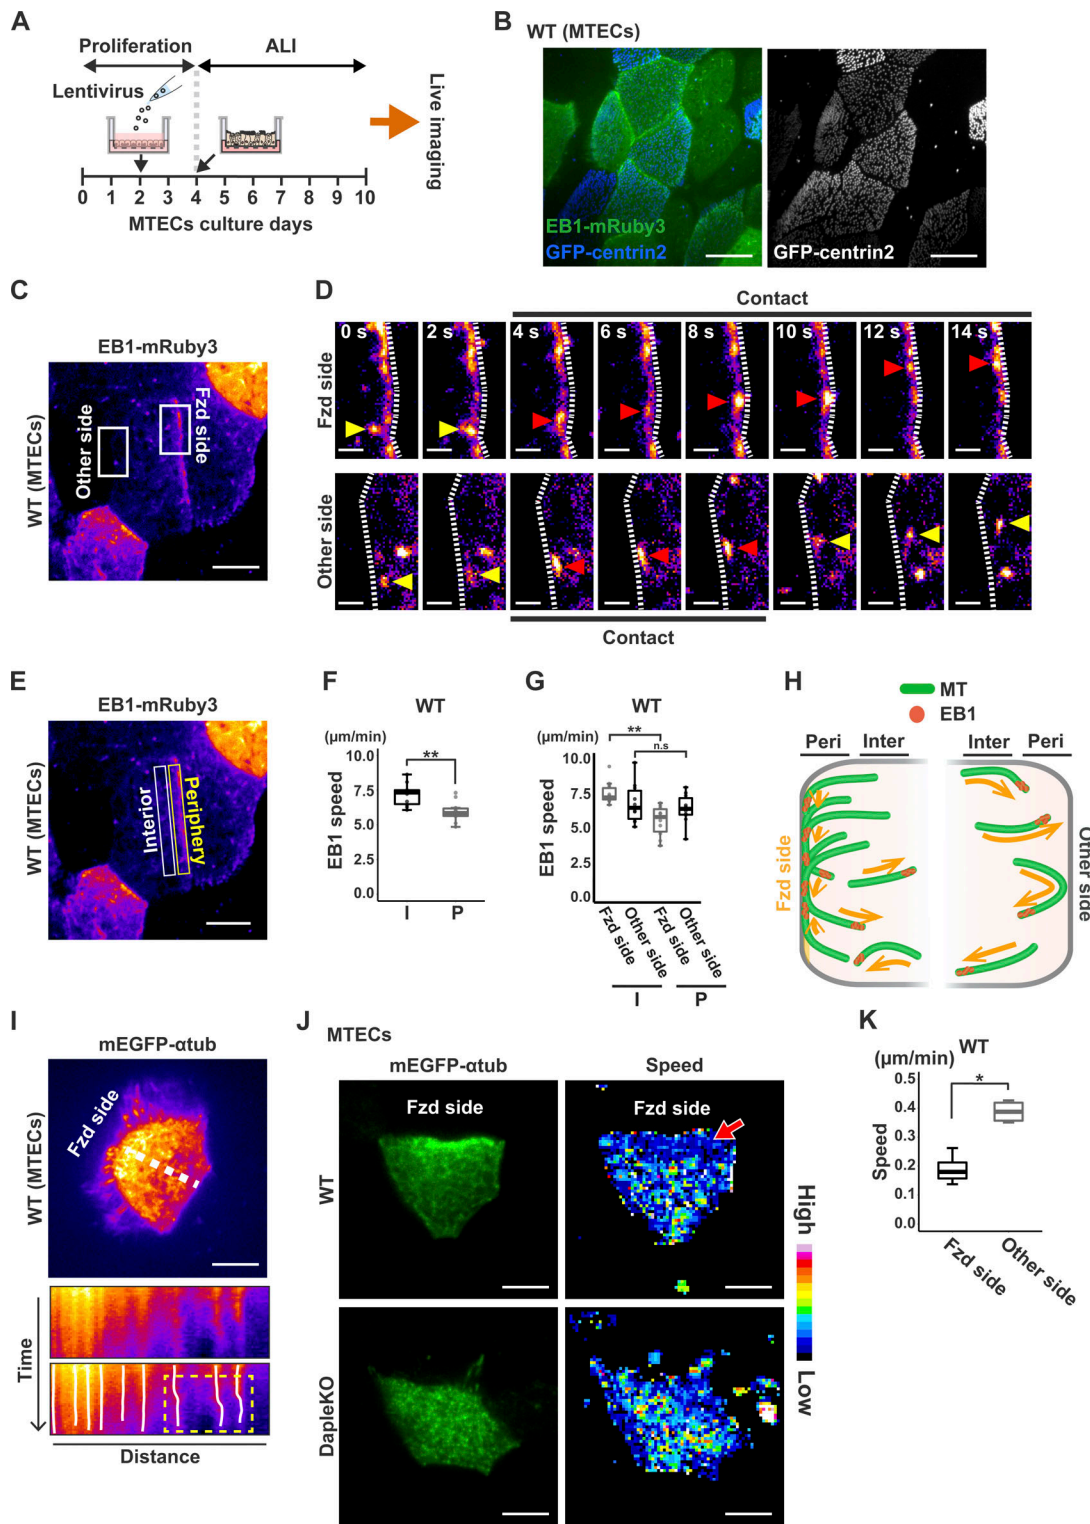 A
Proliferation
ALI
Lentivirus
Live imaging
0 1 2 3 4 5 6 7 8 9 10
MTECs culture days
B
WT (MTECs)
EB1-mRuby3
GFP-centrin2
GFP-centrin2
C
EB1-mRuby3
WT (MTECs)
Other side
Fzd side
D
Contact
Fzd side
0 s 2 s 4 s 6 s 8 s 10 s 12 s 14 s
Other side
Contact
E
EB1-mRuby3
WT (MTECs)
Interior
Periphery
F
WT
(µm/min)
**
EB1 speed
10.0
7.5
5.0
2.5
0.0
I P
G
WT
(µm/min)
**
n.s
EB1 speed
10.0
7.5
5.0
2.5
0.0
Fzd side
Other side
Fzd side
Other side
I P
H
MT
EB1
Peri Inter Inter Peri
Fzd side
Other side
I
mEGFP-αtub
WT (MTECs)
Fzd side
Time
Distance
J
MTECs
mEGFP-αtub Speed
WT
Fzd side
Fzd side
DapleKO
High
Low
K
WT
(µm/min)
*
Speed
0.5
0.4
0.3
0.2
0.1
0.0
Fzd side
Other side